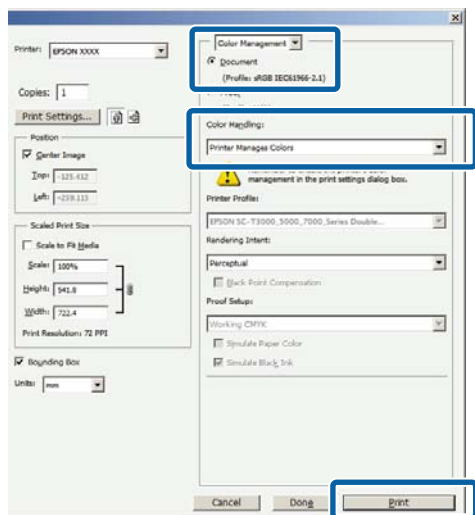 Printer: EPSON XXXX
Copies: 1
Print Settings...
Position
Center Image
Top: -125.412
Left: -259.113
Scaled Print Size
Scale to Fit Media
Scale: 100%
Height: 541.8
Width: 722.4
Print Resolution: 72 PPI
Bounding Box
Units: mm
Color Management
Document
(Profile: sRGB IEC61966-2.1)
Color Handling:
Printer Manages Colors
management in the print settings dialog box.
Printer Profile:
EPSON SC-T3000_5000_7000_Series Double...
Rendering Intent:
Perceptual
Black Point Compensation
Proof Setup:
Working CMYK
Simulate Paper Color
Simulate Black Ink
Cancel
Done
Print